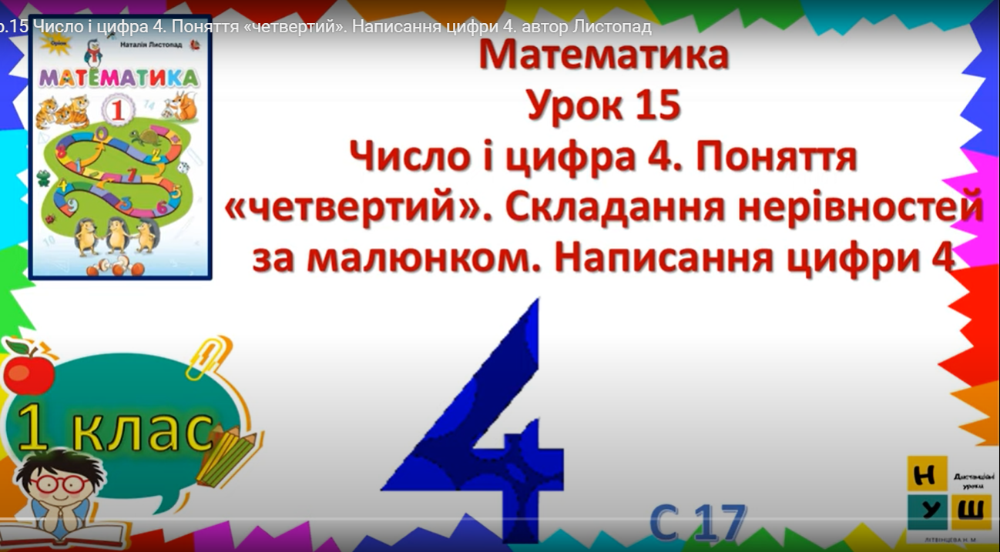 р.15 Число і цифра 4. Поняття «четвертий». Написання цифри 4. автор Листопад
Наталія Листопад
МАТЕМАТИКА
1
Математика
Урок 15
Число і цифра 4. Поняття
«четвертий». Складання нерівностей
за малюнком. Написання цифри 4
4
1 клас
С 17
Н
У Ш
Дистанційні
уроки
ЛІТВІНЦЕВА Н. М.